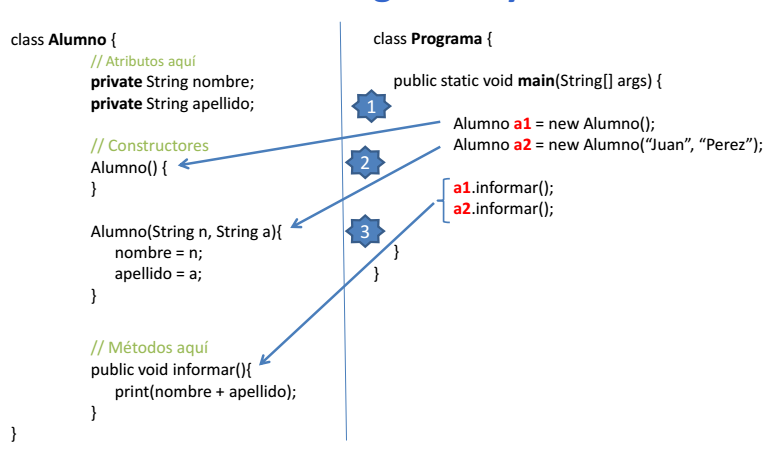 class Alumno {
// Atributos aquí
private String nombre;
private String apellido;
// Constructores
Alumno() {
}
Alumno(String n, String a){
nombre = n;
apellido = a;
}
// Métodos aquí
public void informar(){
print(nombre + apellido);
}
}
class Programa {
public static void main(String[] args) {
1
Alumno a1 = new Alumno();
Alumno a2 = new Alumno(“Juan”, “Perez”);
2
a1.informar();
a2.informar();
3
}
}